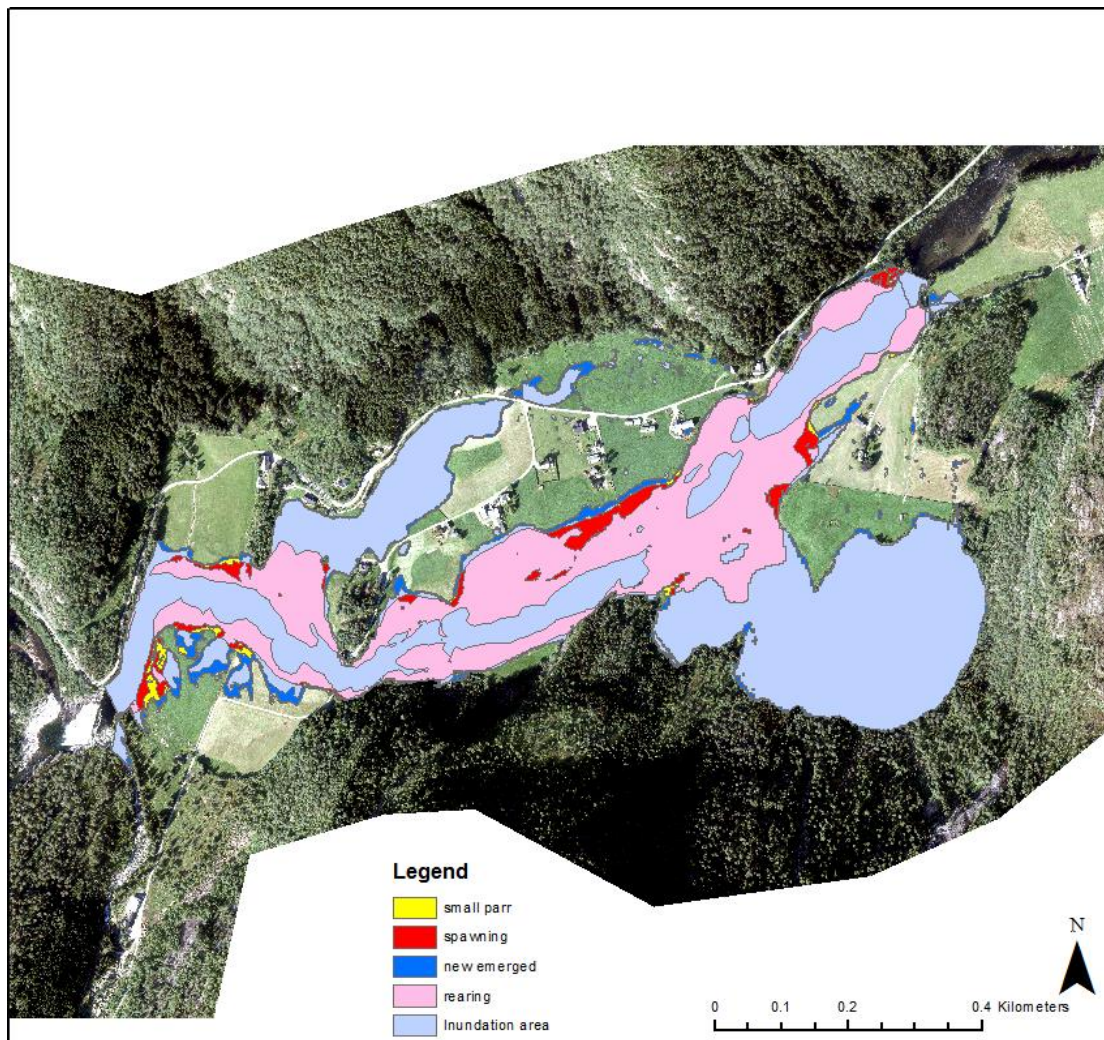 Legend
small parr
spawning
new emerged
rearing
Inundation area
N
0 0.1 0.2 0.4 Kilometers